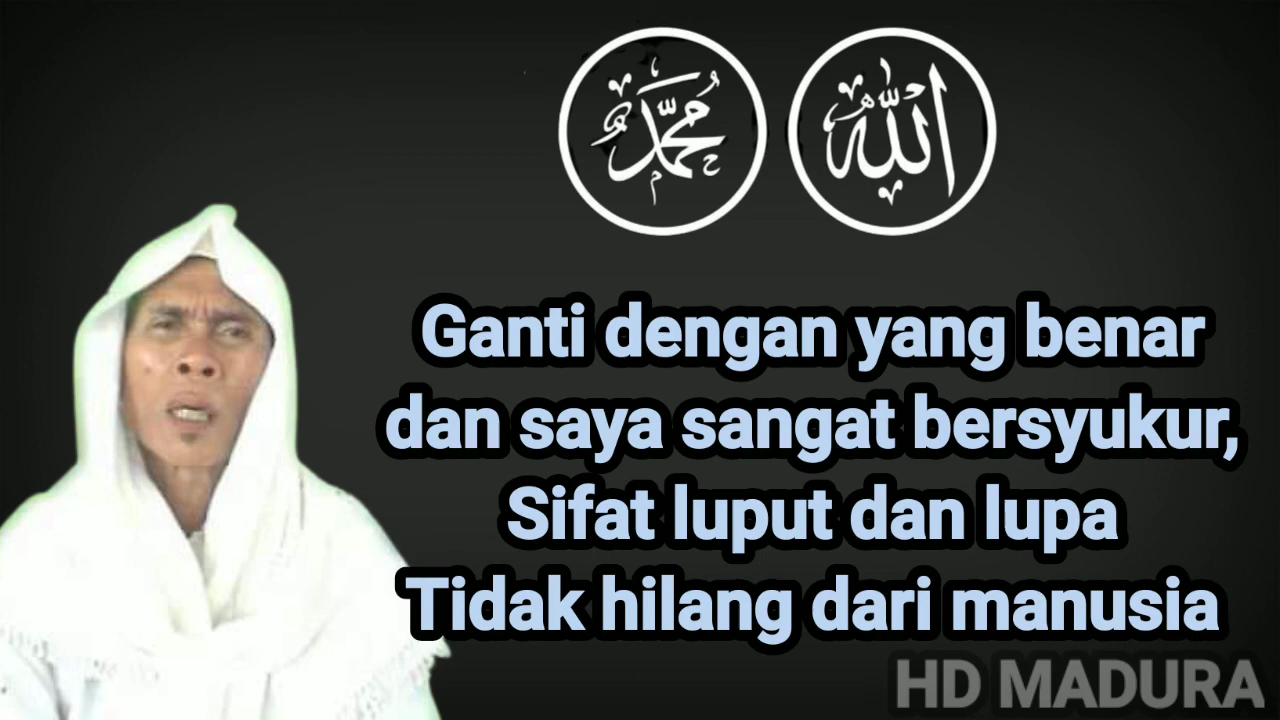 محمد الله
Ganti dengan yang benar
dan saya sangat bersyukur,
Sifat luput dan lupa
Tidak hilang dari manusia
HD MADURA